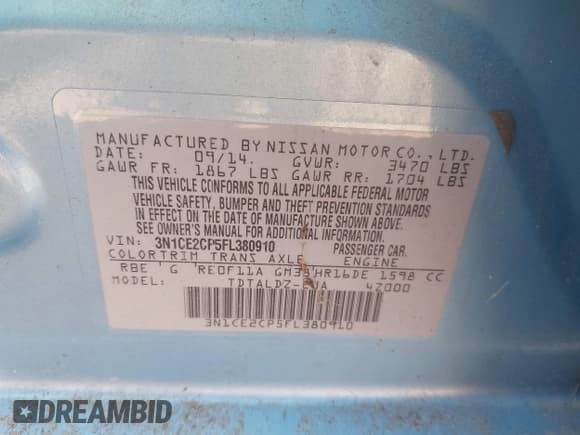 MANUFACTURED BY NISSAN MOTOR CO., LTD.
DATE: 09/14. GVWR: 3470 LBS
GAWR FR: 1867 LBS GAWR RR: 1704 LBS
THIS VEHICLE CONFORMS TO ALL APPLICABLE FEDERAL MOTOR
VEHICLE SAFETY, BUMPER AND THEFT PREVENTION STANDARDS
IN EFFECT ON THE DATE OF MANUFACTURE SHOWN ABOVE.
SEE OWNER'S MANUAL FOR ADDITIONAL INFORMATION.
VIN: 3N1CE2CP5FL380910 PASSENGER CAR.
COLOR TRIM TRANS AXLE ENGINE
RBE G RE0F11A HR16DE 1598 CC
MODEL: 42000
3N1CE2CP5FL380910
DREAMBID